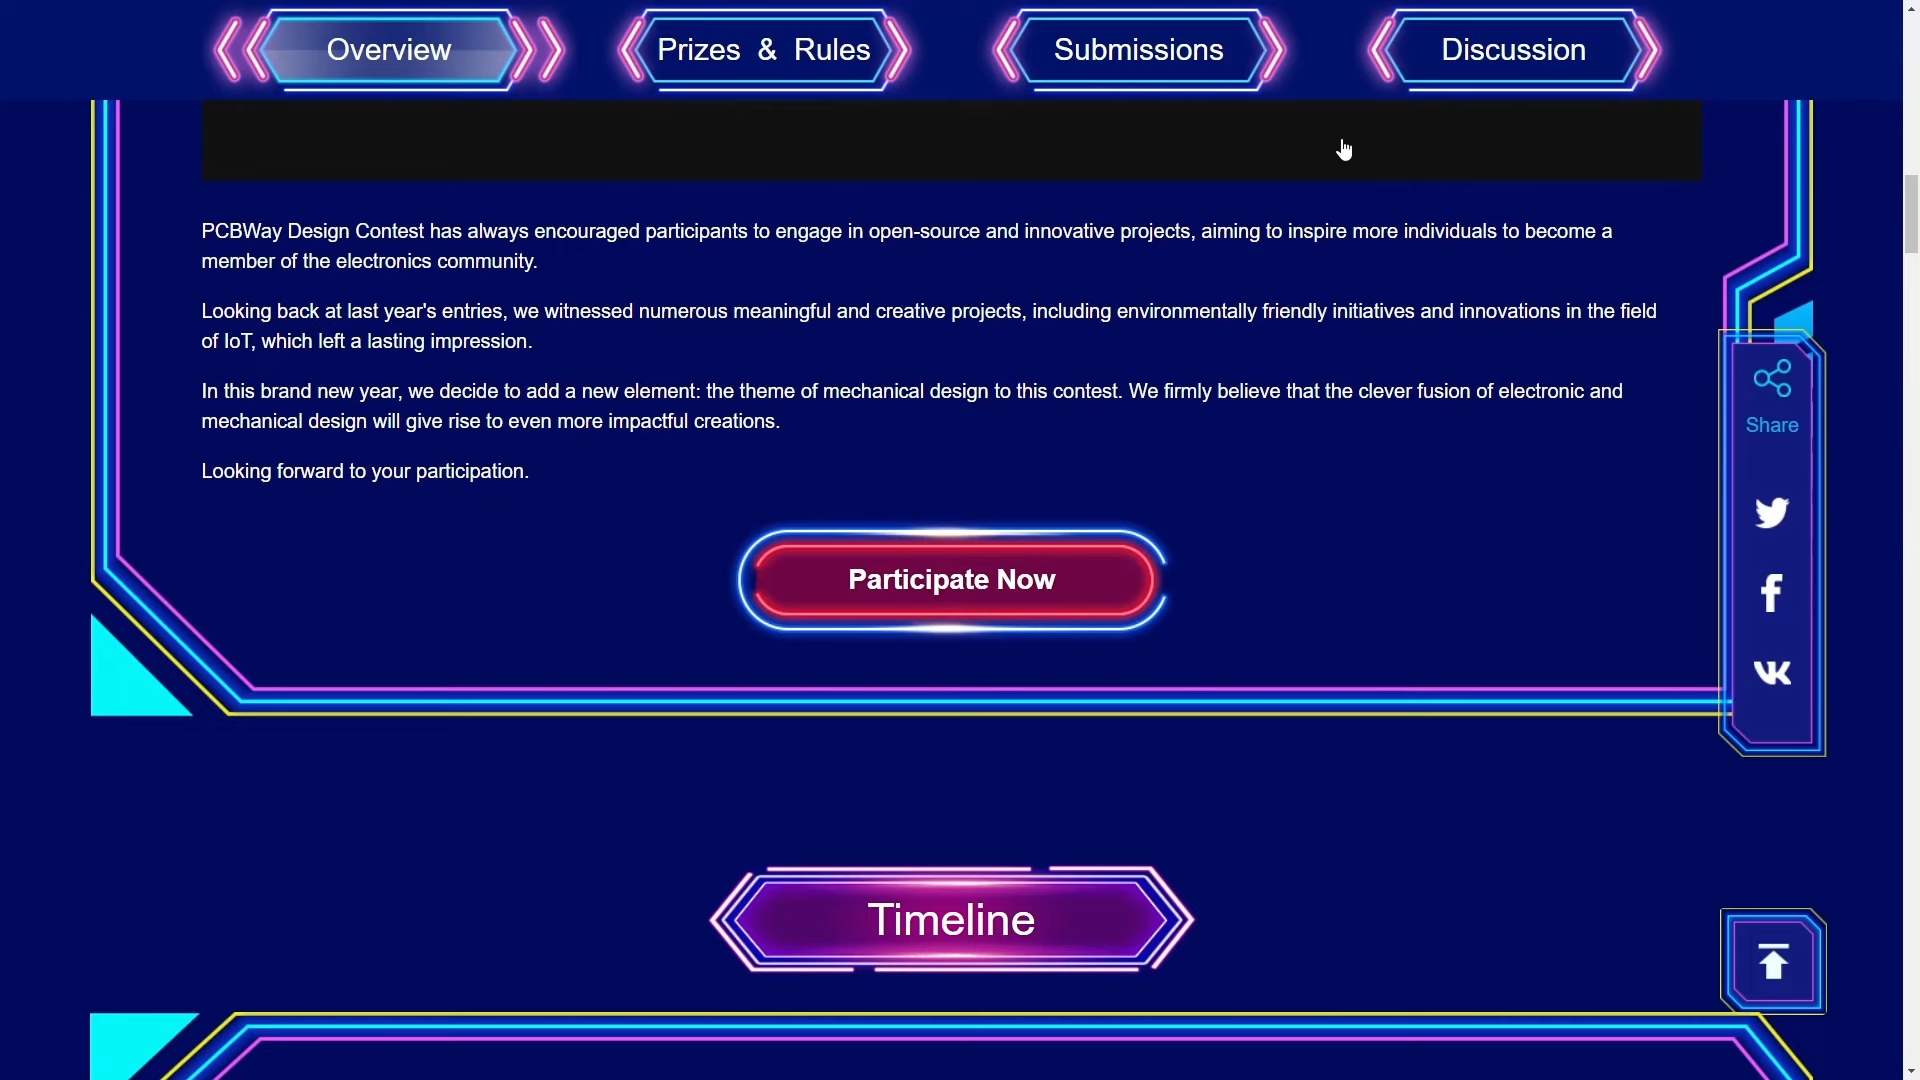 Overview
Prizes & Rules
Submissions
Discussion
PCBWay Design Contest has always encouraged participants to engage in open-source and innovative projects, aiming to inspire more individuals to become a
member of the electronics community.
Looking back at last year's entries, we witnessed numerous meaningful and creative projects, including environmentally friendly initiatives and innovations in the field
of IoT, which left a lasting impression.
In this brand new year, we decide to add a new element: the theme of mechanical design to this contest. We firmly believe that the clever fusion of electronic and
mechanical design will give rise to even more impactful creations.
Looking forward to your participation.
Share
Participate Now
Timeline